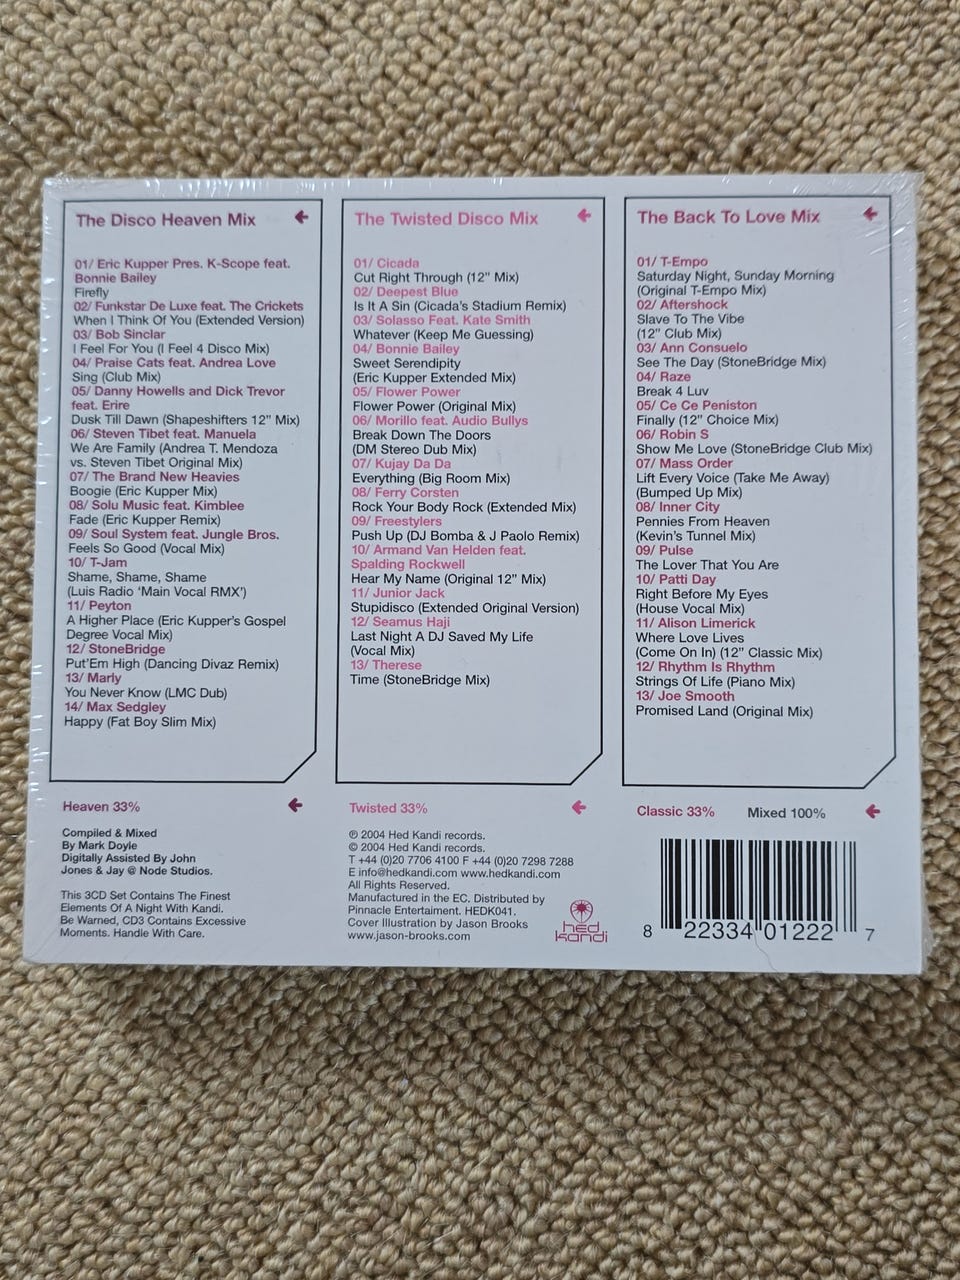 The Disco Heaven Mix
01/ Eric Kupper Pres. K-Scope feat.
Bonnie Bailey
Firefly
02/ Funkstar De Luxe feat. The Crickets
When I Think Of You (Extended Version)
03/ Bob Sinclar
I Feel For You (I Feel 4 Disco Mix)
04/ Praise Cats feat. Andrea Love
Sing (Club Mix)
05/ Danny Howells and Dick Trevor
feat. Erire
Dusk Till Dawn (Shapeshifters 12" Mix)
06/ Steven Tibet feat. Manuela
We Are Family (Andrea T. Mendoza
vs. Steven Tibet Original Mix)
07/ The Brand New Heavies
Boogie (Eric Kupper Mix)
08/ Solu Music feat. Kimblee
Fade (Eric Kupper Remix)
09/ Soul System feat. Jungle Bros.
Feels So Good (Vocal Mix)
10/ T-Jam
Shame, Shame, Shame
(Luis Radio 'Main Vocal RMX')
11/ Peyton
A Higher Place (Eric Kupper's Gospel
Degree Vocal Mix)
12/ StoneBridge
Put'Em High (Dancing Divaz Remix)
13/ Marly
You Never Know (LMC Dub)
14/ Max Sedgley
Happy (Fat Boy Slim Mix)
The Twisted Disco Mix
01/ Cicada
Cut Right Through (12" Mix)
02/ Deepest Blue
Is It A Sin (Cicada's Stadium Remix)
03/ Solasso Feat. Kate Smith
Whatever (Keep Me Guessing)
04/ Bonnie Bailey
Sweet Serendipity
(Eric Kupper Extended Mix)
05/ Flower Power
Flower Power (Original Mix)
06/ Morillo feat. Audio Bullys
Break Down The Doors
(DM Stereo Dub Mix)
07/ Kujay Da Da
Everything (Big Room Mix)
08/ Ferry Corsten
Rock Your Body Rock (Extended Mix)
09/ Freestylers
Push Up (DJ Bomba & J Paolo Remix)
10/ Armand Van Helden feat.
Spalding Rockwell
Hear My Name (Original 12" Mix)
11/ Junior Jack
Stupidisco (Extended Original Version)
12/ Seamus Haji
Last Night A DJ Saved My Life
(Vocal Mix)
13/ Therese
Time (StoneBridge Mix)
The Back To Love Mix
01/ T-Empo
Saturday Night, Sunday Morning
(Original T-Empo Mix)
02/ Aftershock
Slave To The Vibe
(12" Club Mix)
03/ Ann Consuelo
See The Day (StoneBridge Mix)
04/ Raze
Break 4 Luv
05/ Ce Ce Peniston
Finally (12" Choice Mix)
06/ Robin S
Show Me Love (StoneBridge Club Mix)
07/ Mass Order
Lift Every Voice (Take Me Away)
(Bumped Up Mix)
08/ Inner City
Pennies From Heaven
(Kevin's Tunnel Mix)
09/ Pulse
The Lover That You Are
10/ Patti Day
Right Before My Eyes
(House Vocal Mix)
11/ Alison Limerick
Where Love Lives
(Come On In) (12" Classic Mix)
12/ Rhythm Is Rhythm
Strings Of Life (Piano Mix)
13/ Joe Smooth
Promised Land (Original Mix)
Heaven 33%
Compiled & Mixed
By Mark Doyle
Digitally Assisted By John
Jones & Jay @ Node Studios.
This 3CD Set Contains The Finest
Elements Of A Night With Kandi.
Be Warned, CD3 Contains Excessive
Moments. Handle With Care.
Twisted 33%
℗ 2004 Hed Kandi records.
© 2004 Hed Kandi records.
T +44 (0)20 7706 4100 F +44 (0)20 7298 7288
E info@hedkandi.com www.hedkandi.com
All Rights Reserved.
Manufactured in the EC. Distributed by
Pinnacle Entertaiment. HEDK041.
Cover Illustration by Jason Brooks
www.jason-brooks.com
hed
kandi
Classic 33% Mixed 100%
8 22334 01222 7